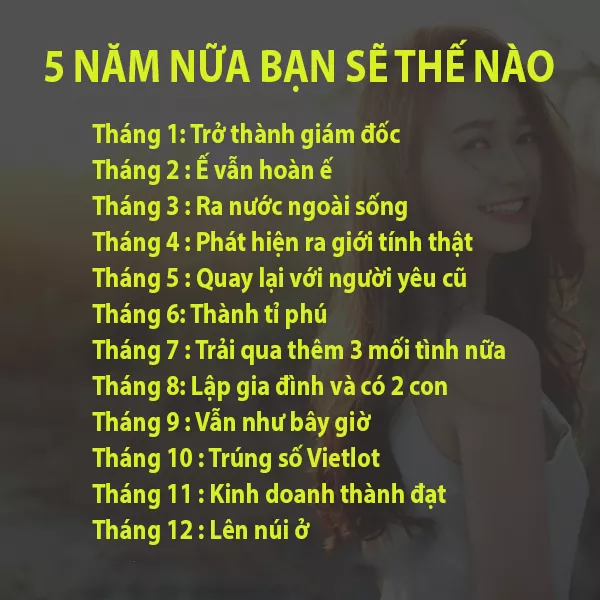 5 NĂM NỮA BẠN SẼ THẾ NÀO
Tháng 1: Trở thành giám đốc
Tháng 2 : Ế vẫn hoàn ế
Tháng 3 : Ra nước ngoài sống
Tháng 4 : Phát hiện ra giới tính thật
Tháng 5 : Quay lại với người yêu cũ
Tháng 6: Thành tỉ phú
Tháng 7 : Trải qua thêm 3 mối tình nữa
Tháng 8: Lập gia đình và có 2 con
Tháng 9 : Vẫn như bây giờ
Tháng 10 : Trúng số Vietlot
Tháng 11 : Kinh doanh thành đạt
Tháng 12 : Lên núi ở